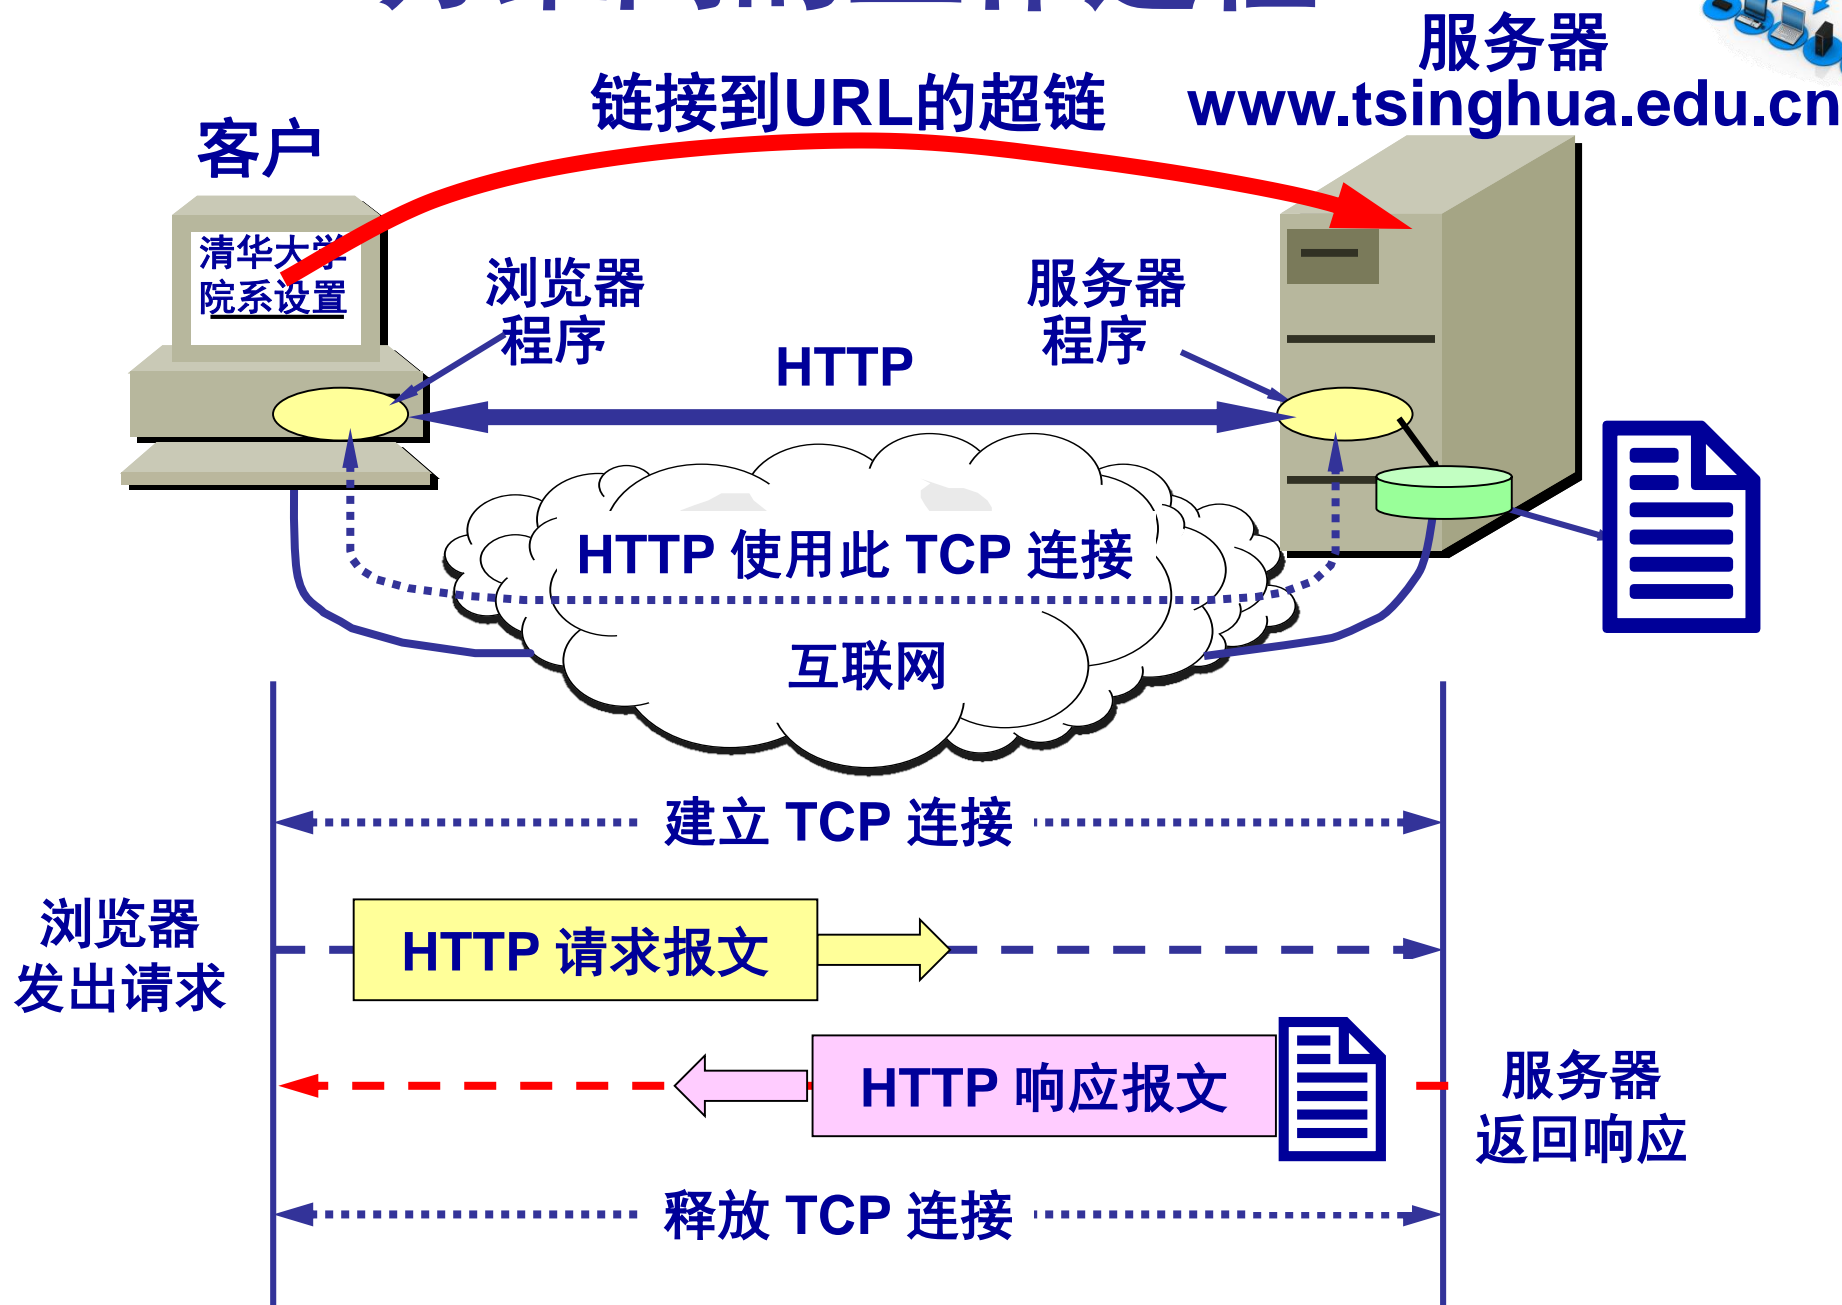 服务器
www.tsinghua.edu.cn
链接到URL的超链
客户
清华大学
院系设置
浏览器
程序
服务器
程序
HTTP
HTTP 使用此 TCP 连接
互联网
建立 TCP 连接
浏览器
发出请求
HTTP 请求报文
HTTP 响应报文
服务器
返回响应
释放 TCP 连接